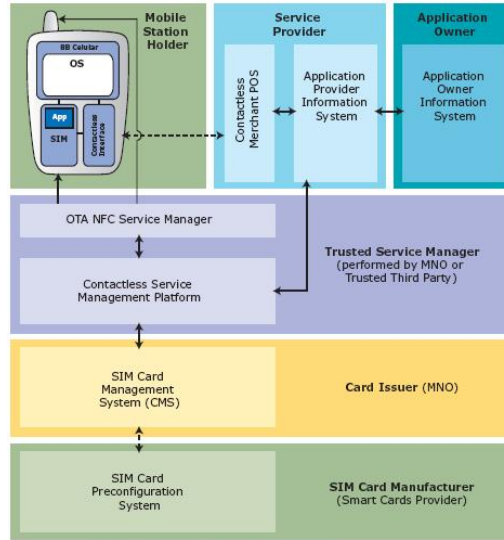 Mobile
Station
Holder
BB Celular
OS
App
SIM
Contactless
Interface
Service
Provider
Contactless
Merchant POS
Application
Provider
Information
System
Application
Owner
Application
Owner
Information
System
OTA NFC Service Manager
Contactless Service
Management Platform
Trusted Service Manager
(performed by MNO or
Trusted Third Party)
SIM Card
Management
System (CMS)
Card Issuer (MNO)
SIM Card
Preconfiguration
System
SIM Card Manufacturer
(Smart Cards Provider)